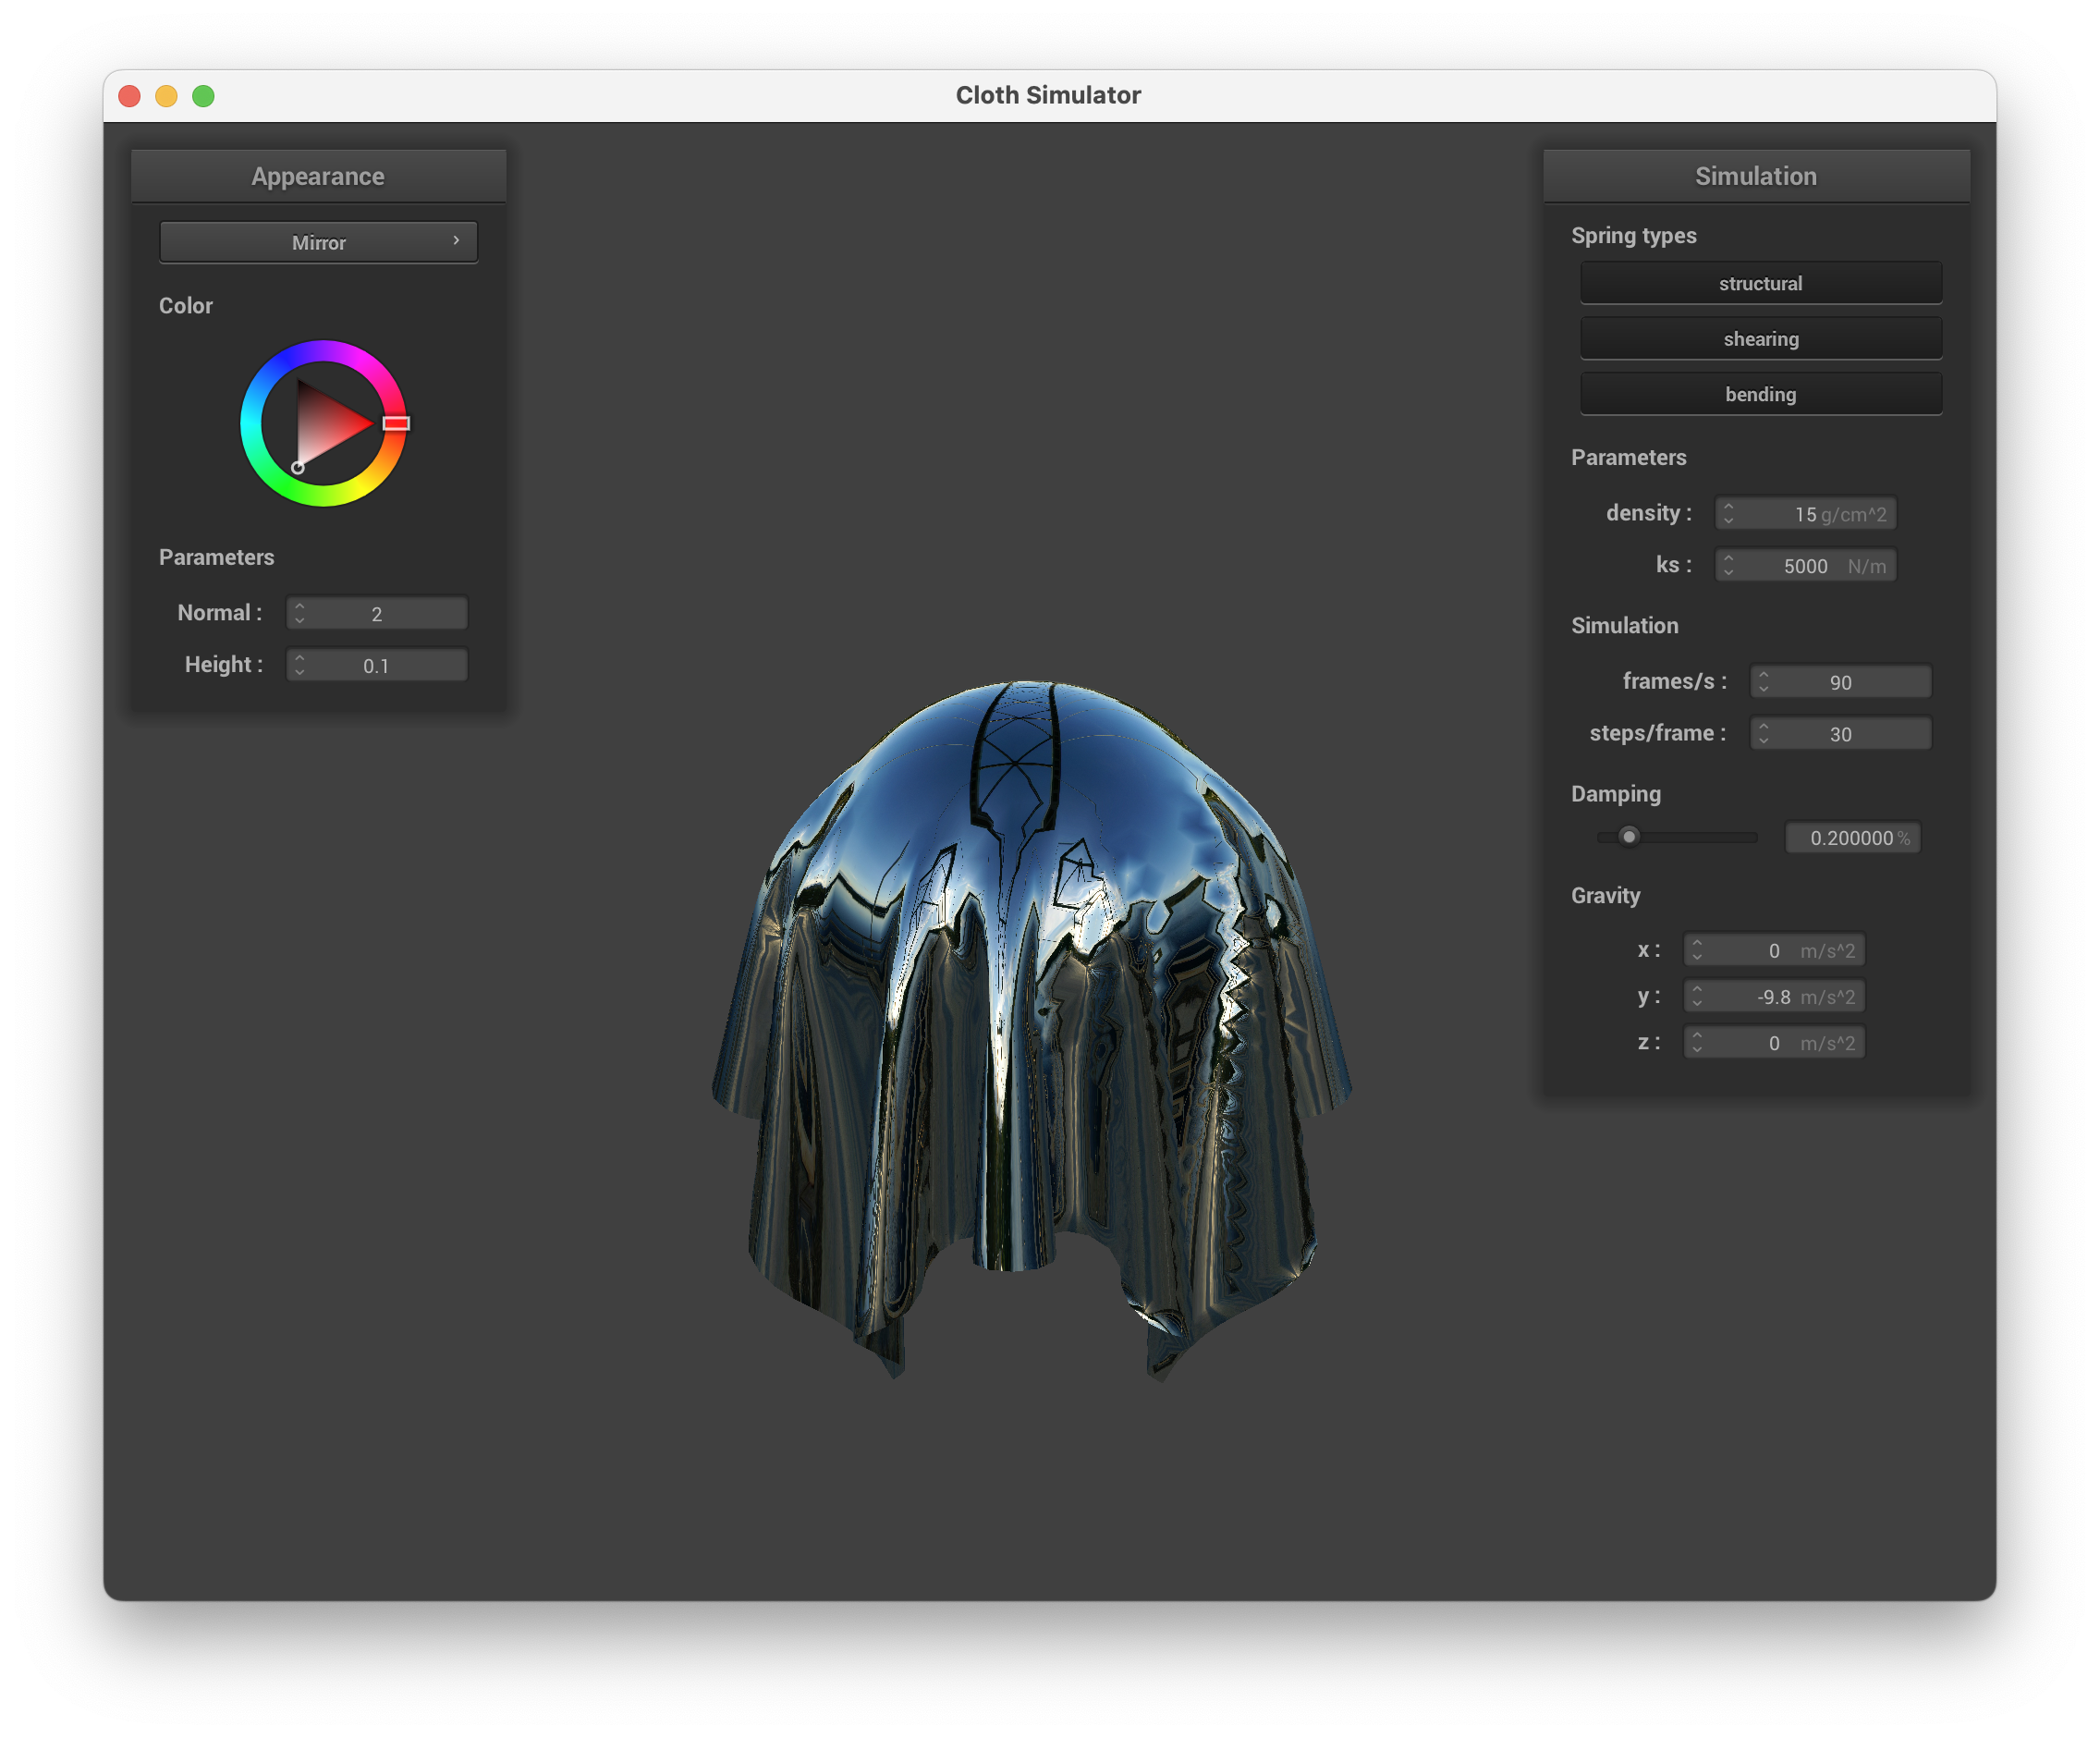 Cloth Simulator
Appearance
Mirror
Color
Parameters
Normal : 2
Height : 0.1
Simulation
Spring types
structural
shearing
bending
Parameters
density : 15 g/cm^2
ks : 5000 N/m
Simulation
frames/s : 90
steps/frame : 30
Damping
0.200000 %
Gravity
x : 0 m/s^2
y : -9.8 m/s^2
z : 0 m/s^2